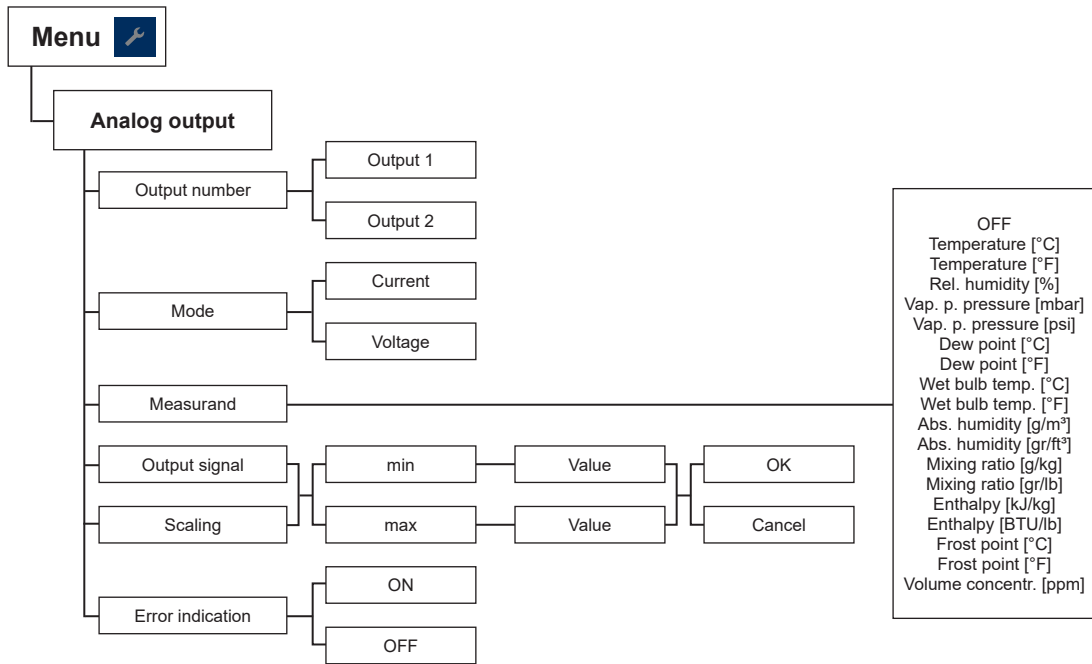 Menu
Analog output
Output number
Output 1
Output 2
Mode
Current
Voltage
Measurand
OFF
Temperature [°C]
Temperature [°F]
Rel. humidity [%]
Vap. p. pressure [mbar]
Vap. p. pressure [psi]
Dew point [°C]
Dew point [°F]
Wet bulb temp. [°C]
Wet bulb temp. [°F]
Abs. humidity [g/m³]
Abs. humidity [gr/ft³]
Mixing ratio [g/kg]
Mixing ratio [gr/lb]
Enthalpy [kJ/kg]
Enthalpy [BTU/lb]
Frost point [°C]
Frost point [°F]
Volume concentr. [ppm]
Output signal
Scaling
min
Value
max
Value
OK
Cancel
Error indication
ON
OFF